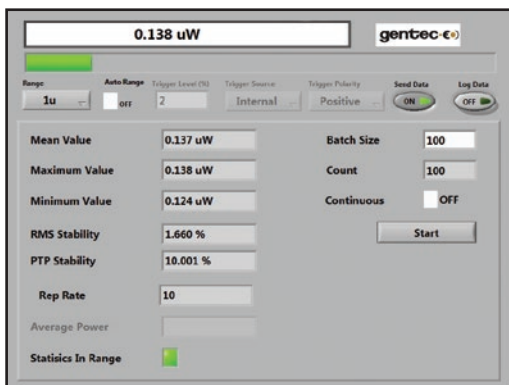 0.138 uW
gentec-EO
Range
Auto Range
Trigger Level (%)
Trigger Source
Trigger Polarity
Send Data
Log Data
1u
OFF
2
Internal
Positive
ON
OFF
Mean Value
0.137 uW
Batch Size
100
Maximum Value
0.138 uW
Count
100
Minimum Value
0.124 uW
Continuous
OFF
RMS Stability
1.660 %
Start
PTP Stability
10.001 %
Rep Rate
10
Average Power
Statisics In Range